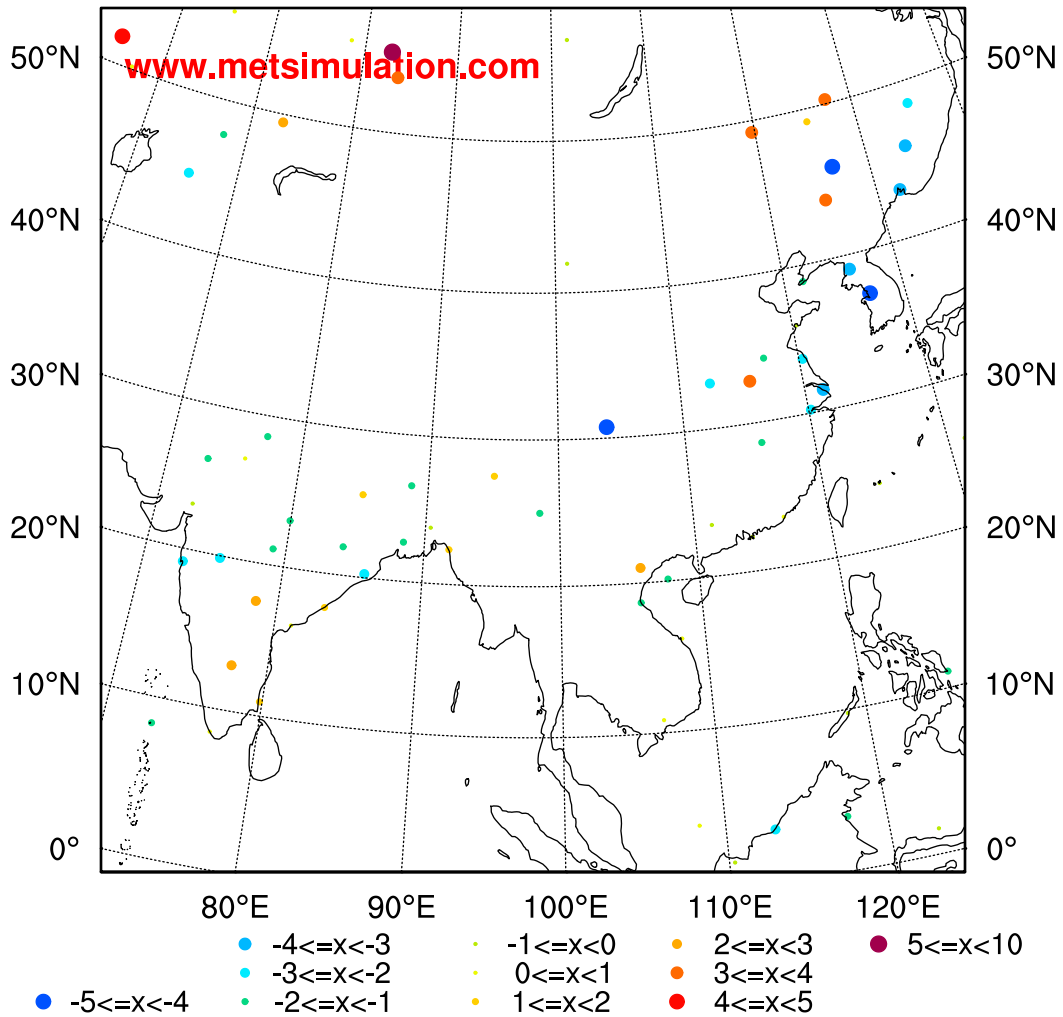 50°N 50°N
www.metsimulation.com
40°N 40°N
30°N 30°N
20°N 20°N
10°N 10°N
0° 0°
80°E 90°E 100°E 110°E 120°E
-4<=x<-3 -1<=x<0 2<=x<3 5<=x<10
-3<=x<-2 0<=x<1 3<=x<4
-5<=x<-4 -2<=x<-1 1<=x<2 4<=x<5